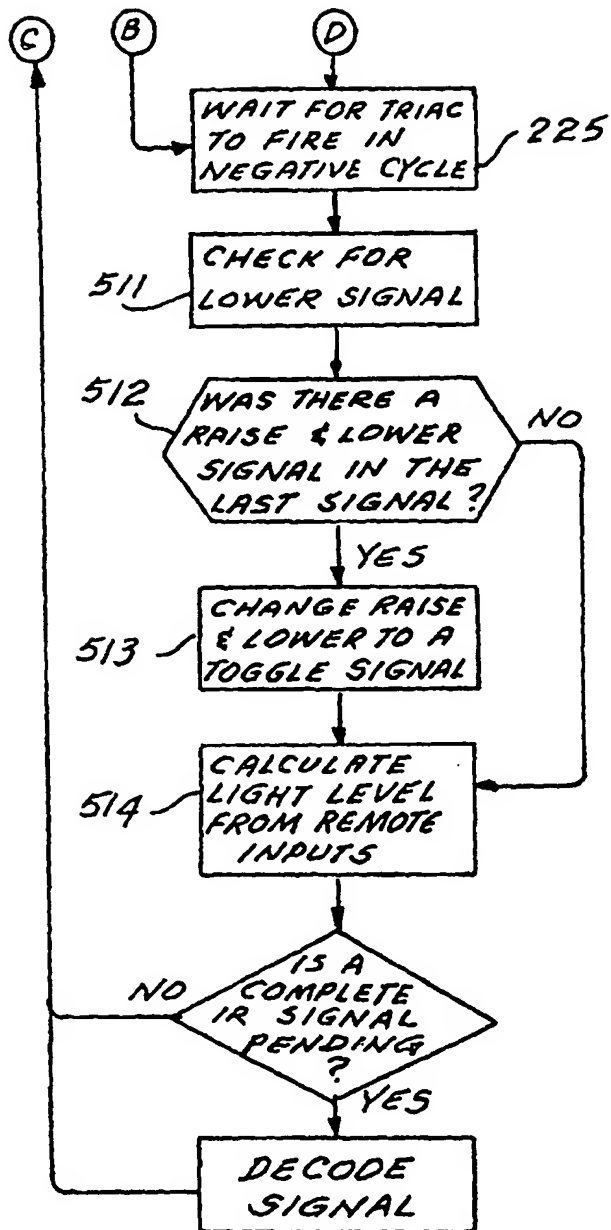 C B D
WAIT FOR TRIAC
TO FIRE IN
NEGATIVE CYCLE
225
CHECK FOR
LOWER SIGNAL
511
512
WAS THERE A
RAISE & LOWER
SIGNAL IN THE
LAST SIGNAL?
NO
YES
CHANGE RAISE
& LOWER TO A
TOGGLE SIGNAL
513
CALCULATE
LIGHT LEVEL
FROM REMOTE
INPUTS
514
IS A
COMPLETE
IR SIGNAL
PENDING
?
NO
YES
DECODE
SIGNAL